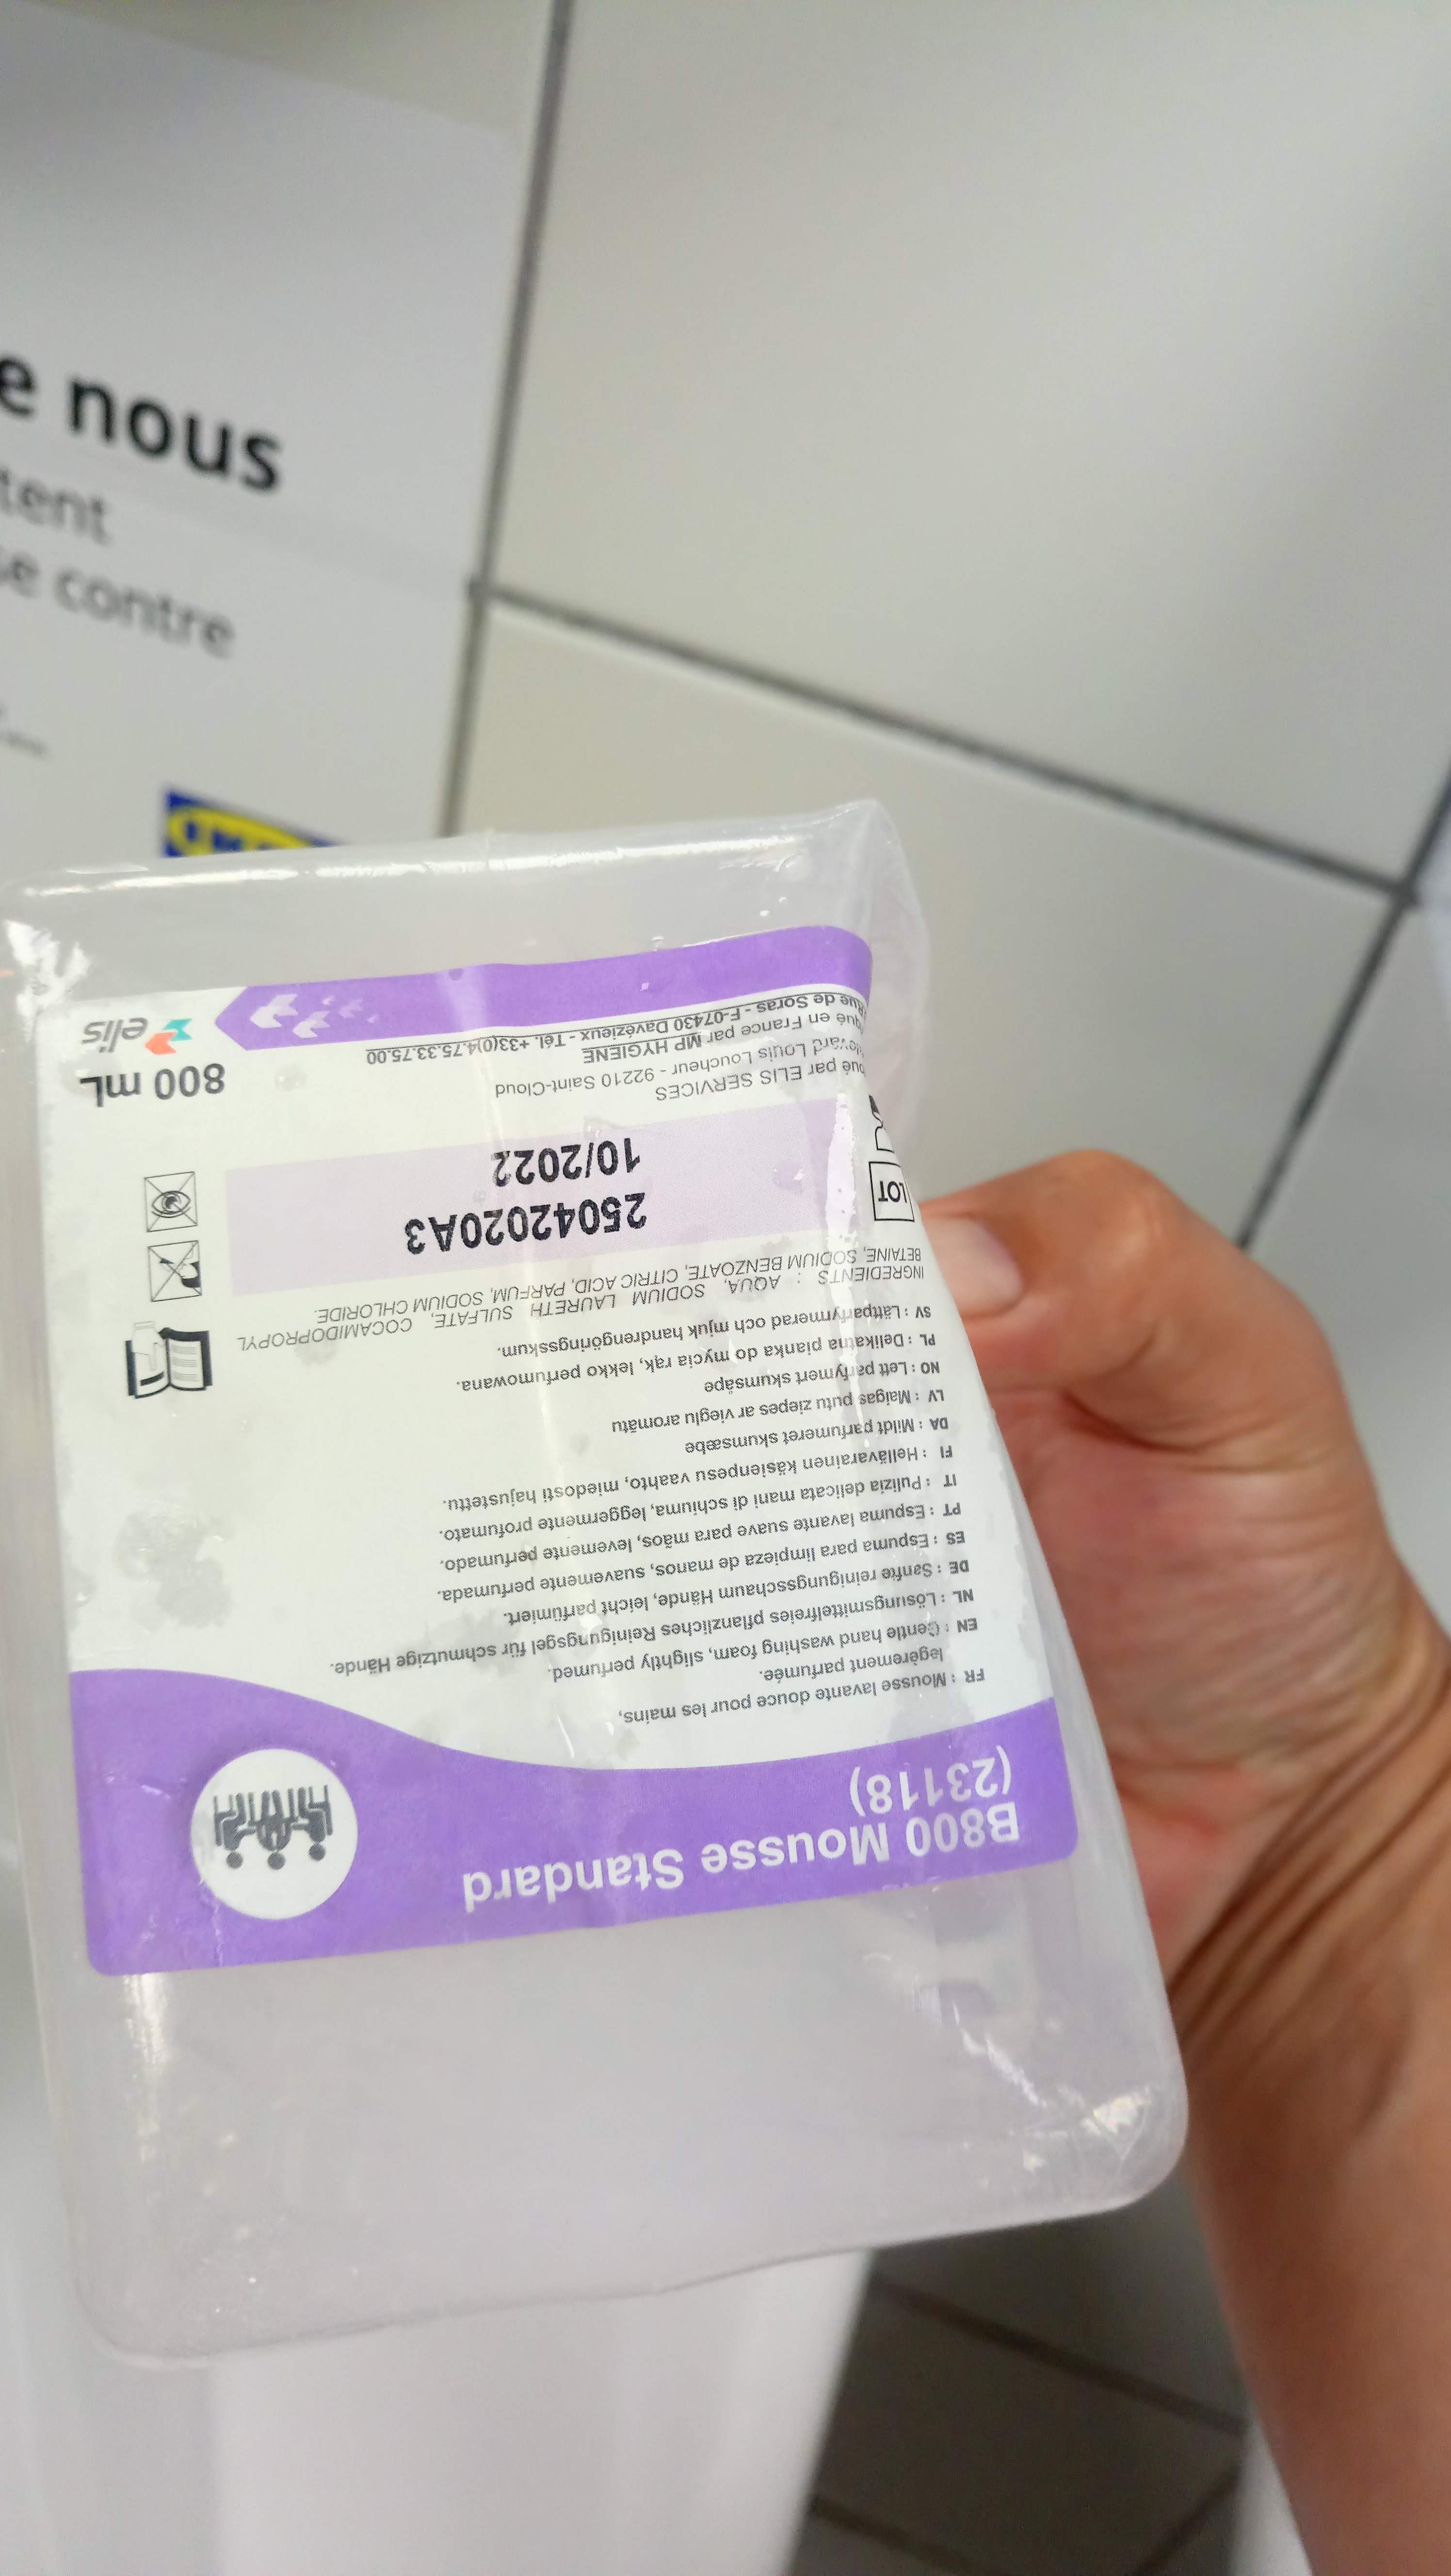 e nous
tent
se contre
B800 Mousse Standard
(23118)
FR : Mousse lavante douce pour les mains,
légèrement parfumée.
EN : Gentle hand washing foam, slightly perfumed.
NL : Lösungsmittelfreies pflanzliches Reinigungsgel für schmutzige Hände.
DE : Sanfte reinigungsschaum Hände, leicht parfümiert.
ES : Espuma para limpieza de manos, suavemente perfumada.
PT : Espuma lavante suave para mãos, levemente perfumado.
IT : Pulizia delicata mani di schiuma, leggermente profumato.
FI : Hellävarainen käsienpesu vaahto, miedosti hajustettu.
DA : Mildt parfumeret skumsæbe
LV : Maigas putu ziepes ar vieglu aromātu
NO : Lett parfymert skumsåpe
PL : Delikatna pianka do mycia rąk, lekko perfumowana.
SV : Lättparfymerad och mjuk handrengöringsskum.
INGREDIENTS : AQUA, SODIUM LAURETH SULFATE, COCAMIDOPROPYL
BETAINE, SODIUM BENZOATE, CITRIC ACID, PARFUM, SODIUM CHLORIDE.
LOT
25042020A3
10/2022
ué par ELIS SERVICES
levard Louis Loucheur - 92210 Saint-Cloud
qué en France par MP HYGIENE
Rue de Soras - F-07430 Davézieux - Tél. +33(0)4.75.33.75.00
800 mL
elis